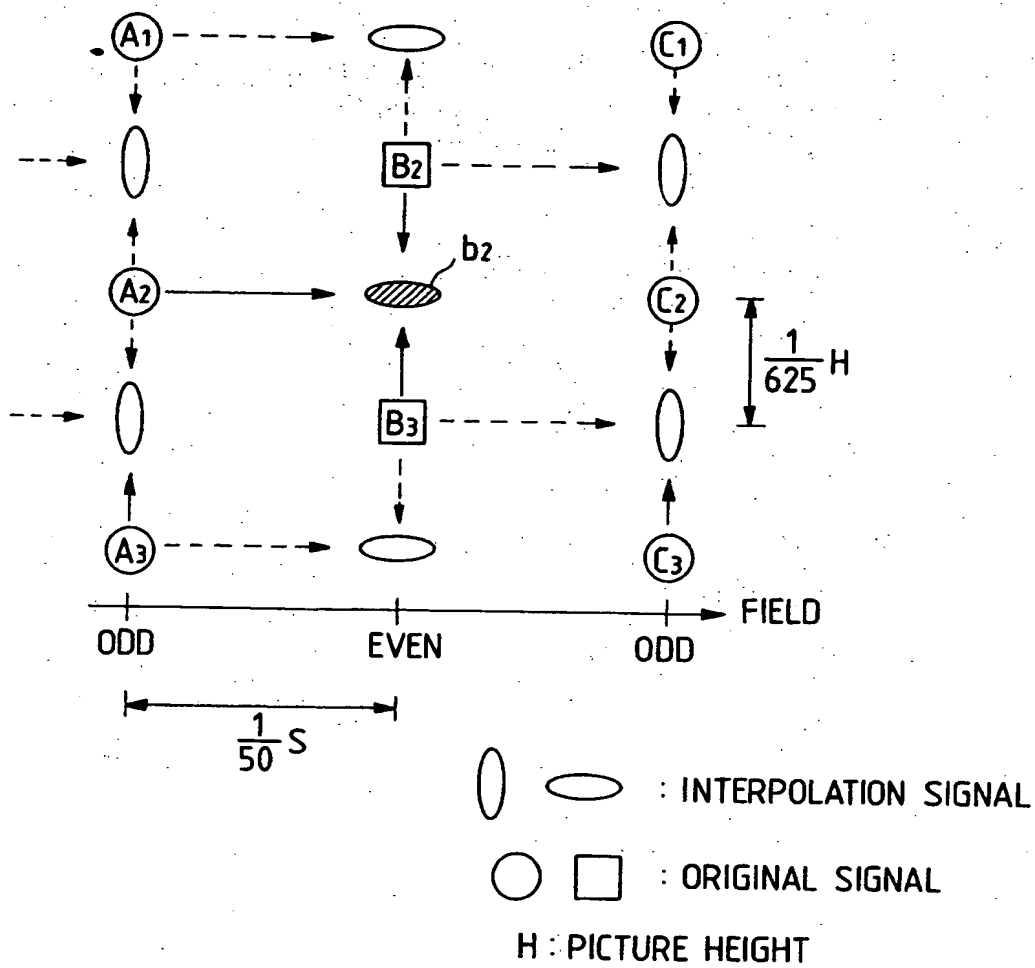 A1
C1
B2
b2
A2
C2
1/625 H
B3
A3
C3
FIELD
ODD
EVEN
ODD
1/50 S
: INTERPOLATION SIGNAL
: ORIGINAL SIGNAL
H : PICTURE HEIGHT